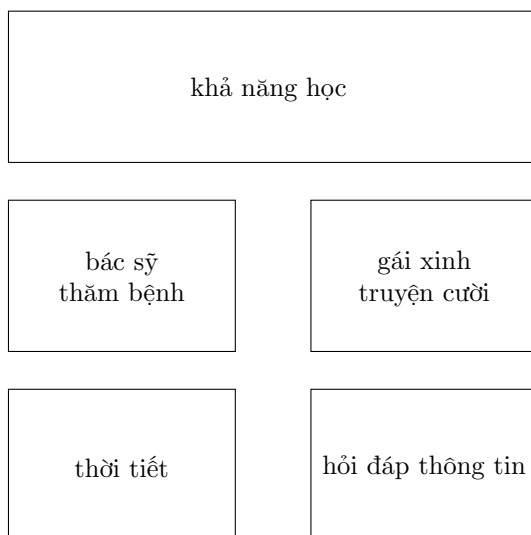 khả năng học
bác sỹ
thăm bệnh
gái xinh
truyện cười
thời tiết
hỏi đáp thông tin